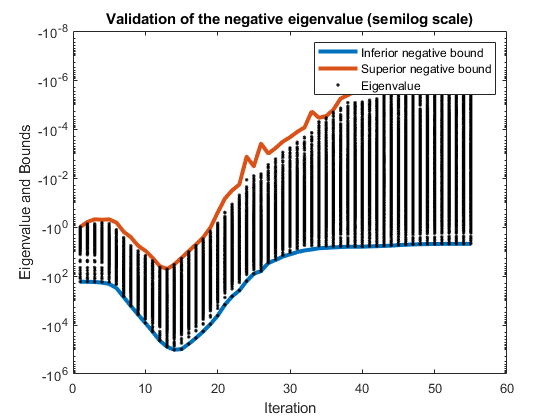 Validation of the negative eigenvalue (semilog scale)
-10^-8
-10^-6
-10^-4
-10^-2
-10^0
-10^2
-10^4
-10^6
Eigenvalue and Bounds
Inferior negative bound
Superior negative bound
Eigenvalue
0 10 20 30 40 50 60
Iteration